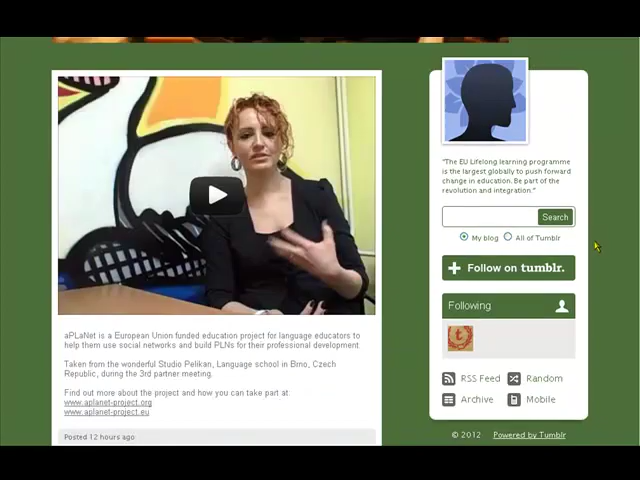 "The EU Lifelong learning programme
is the largest globally to push forward
change in education. Be part of the
revolution and integration."
Search
My blog
All of Tumblr
Follow on tumblr.
Following
t
RSS Feed
Random
Archive
Mobile
© 2012 Powered by Tumblr
aPLaNet is a European Union funded education project for language educators to
help them use social networks and build PLNs for their professional development.
Taken from the wonderful Studio Pelikan, Language school in Brno, Czech
Republic, during the 3rd partner meeting.
Find out more about the project and how you can take part at:
www.aplanet-project.org
www.aplanet-project.eu
Posted 12 hours ago